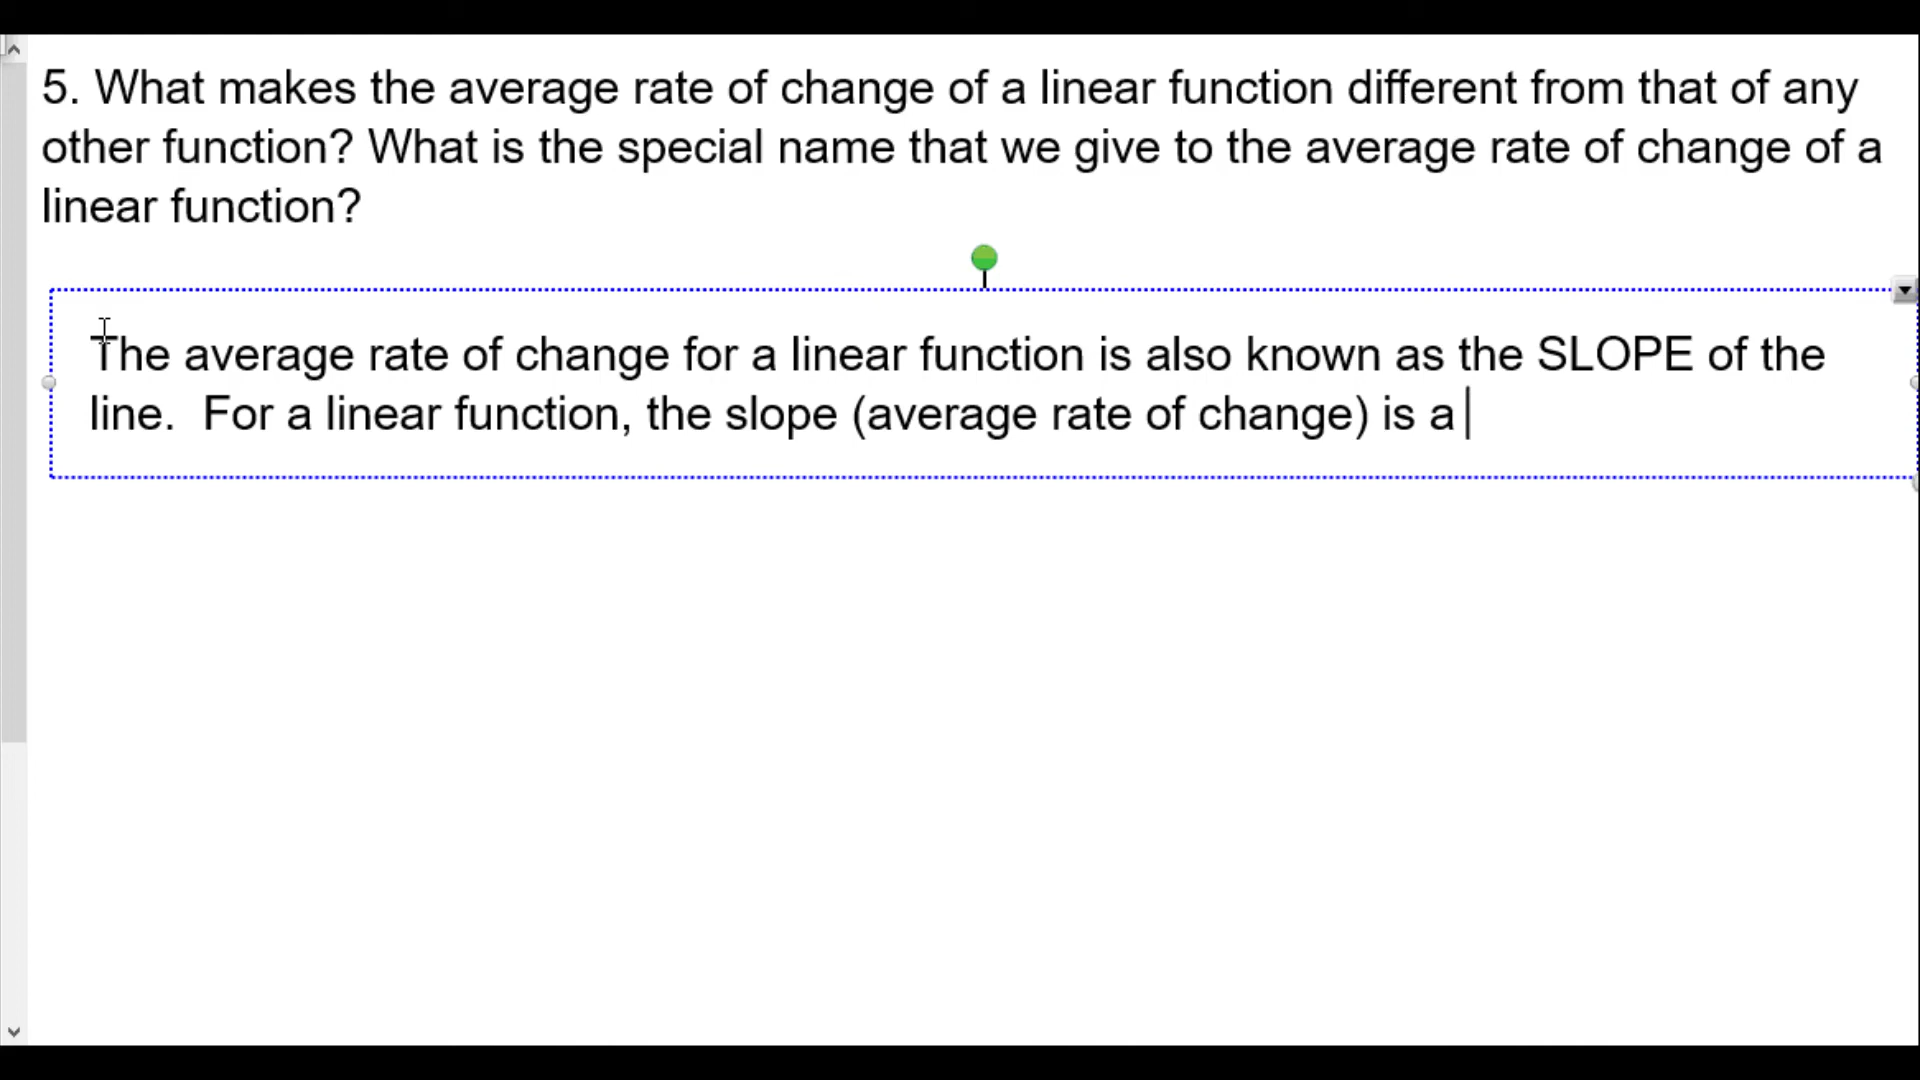 5. What makes the average rate of change of a linear function different from that of any
other function? What is the special name that we give to the average rate of change of a
linear function?
The average rate of change for a linear function is also known as the SLOPE of the
line.  For a linear function, the slope (average rate of change) is a